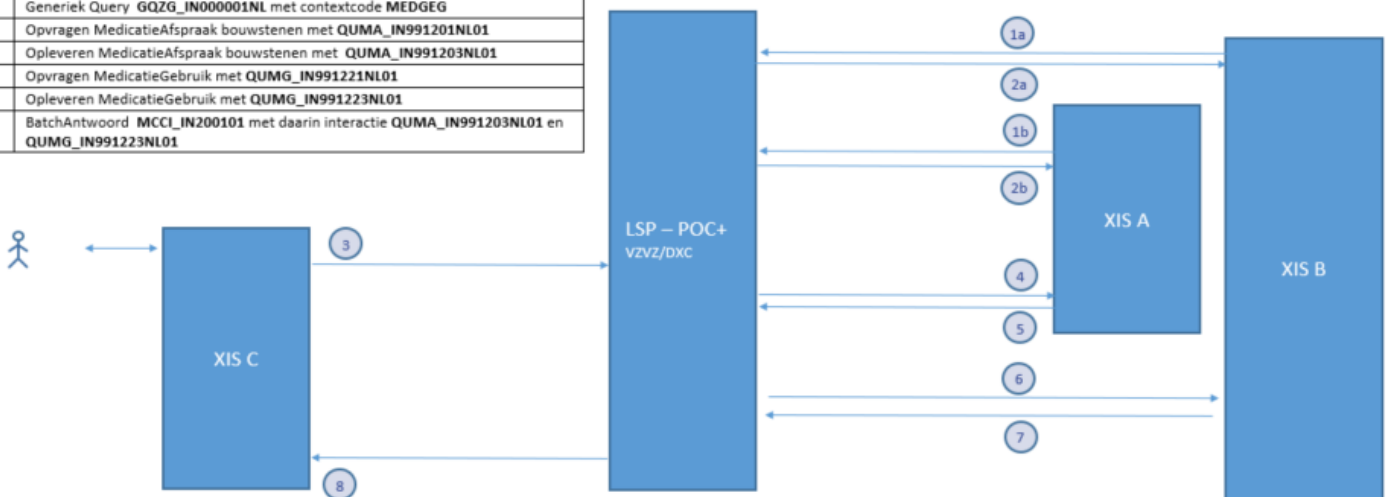 Generiek Query GQZG_IN000001NL met contextcode MEDGEG
Opvragen MedicatieAfspraak bouwstenen met QUMA_IN991201NL01
Opleveren MedicatieAfspraak bouwstenen met QUMA_IN991203NL01
Opvragen MedicatieGebruik met QUMG_IN991221NL01
Opleveren MedicatieGebruik met QUMG_IN991223NL01
BatchAntwoord MCCI_IN200101 met daarin interactie QUMA_IN991203NL01 en
QUMG_IN991223NL01
1a
2a
1b
2b
3
LSP – POC+
VZVZ/DXC
XIS A
XIS B
4
5
XIS C
6
7
8